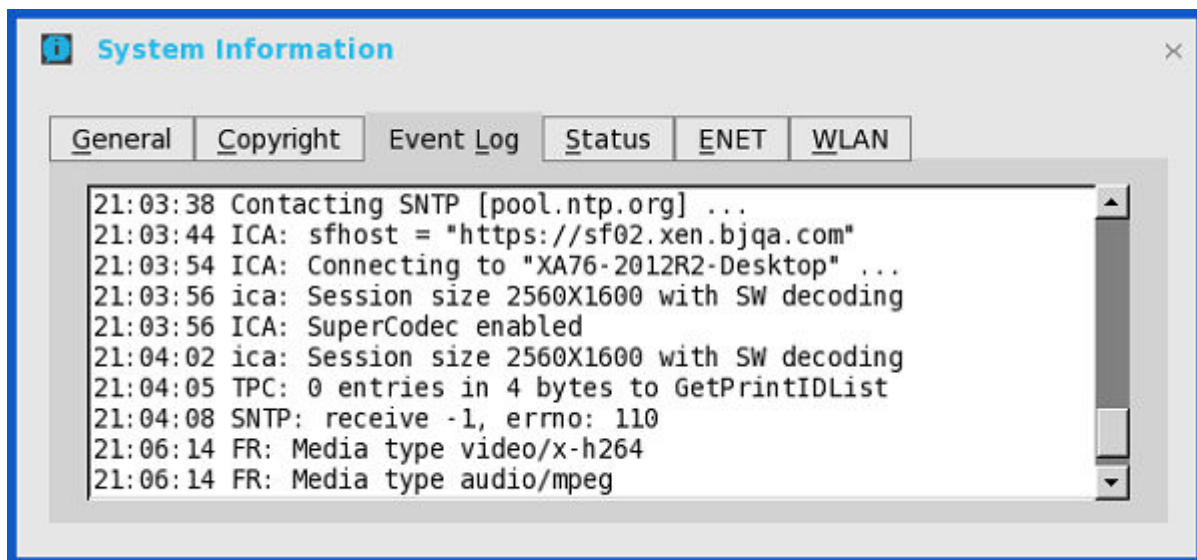 System Information
General Copyright Event Log Status ENET WLAN
21:03:38 Contacting SNTP [pool.ntp.org] ...
21:03:44 ICA: sfhost = "https://sf02.xen.bjqa.com"
21:03:54 ICA: Connecting to "XA76-2012R2-Desktop" ...
21:03:56 ica: Session size 2560X1600 with SW decoding
21:03:56 ICA: SuperCodec enabled
21:04:02 ica: Session size 2560X1600 with SW decoding
21:04:05 TPC: 0 entries in 4 bytes to GetPrintIDList
21:04:08 SNTP: receive -1, errno: 110
21:06:14 FR: Media type video/x-h264
21:06:14 FR: Media type audio/mpeg